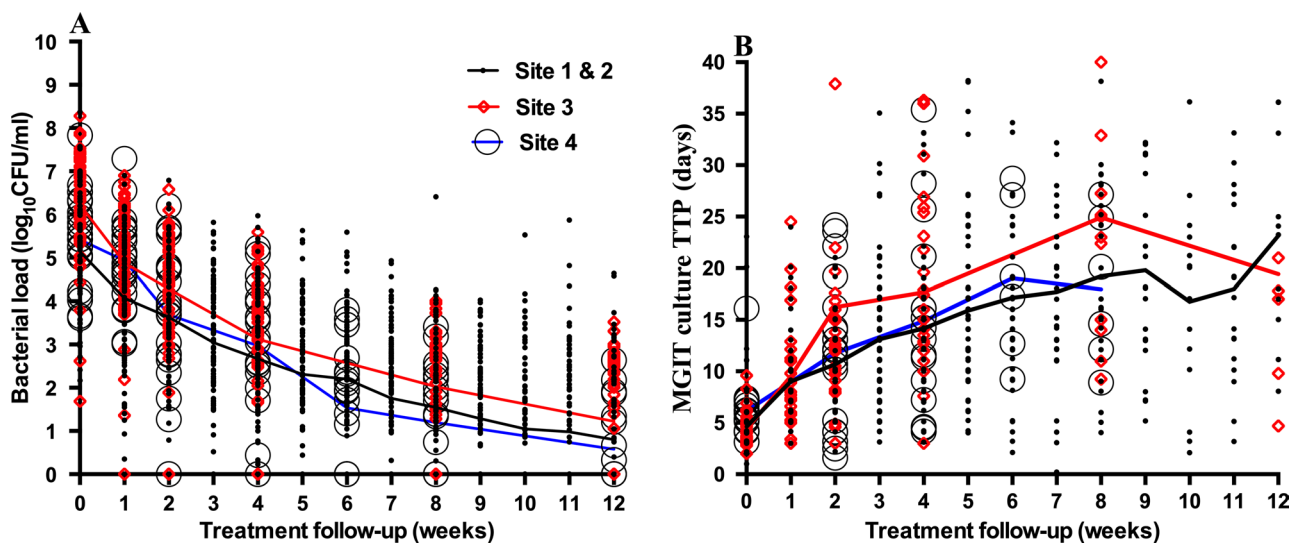 A
Bacterial load (log10CFU/ml)
10
9
8
7
6
5
4
3
2
1
0
Site 1 & 2
Site 3
Site 4
0 1 2 3 4 5 6 7 8 9 10 11 12
Treatment follow-up (weeks)
B
MGIT culture TTP (days)
40
35
30
25
20
15
10
5
0
0 1 2 3 4 5 6 7 8 9 10 11 12
Treatment follow-up (weeks)